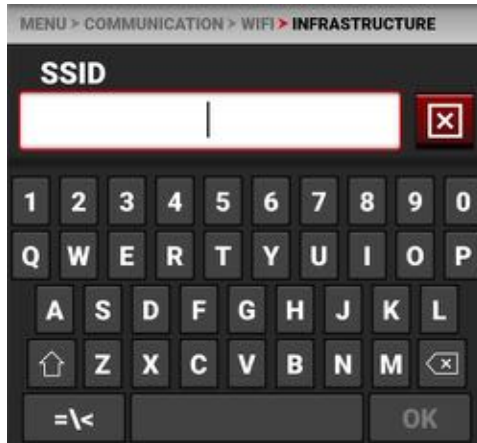 MENU > COMMUNICATION > WIFI > INFRASTRUCTURE
SSID
1 2 3 4 5 6 7 8 9 0
Q W E R T Y U I O P
A S D F G H J K L
Z X C V B N M
=\< OK